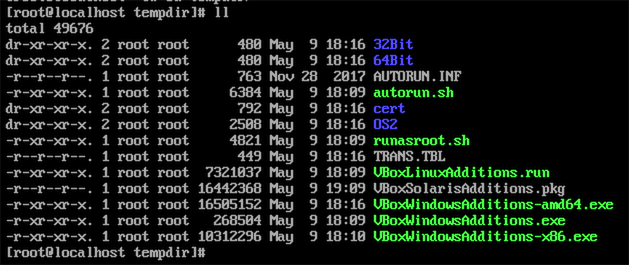 [root@localhost tempdir]# ll
total 49676
dr-xr-xr-x. 2 root root      480 May  9 18:16 32Bit
dr-xr-xr-x. 2 root root      480 May  9 18:16 64Bit
-r--r--r--. 1 root root      763 Nov 28  2017 AUTORUN.INF
-r-xr-xr-x. 1 root root     6384 May  9 18:09 autorun.sh
dr-xr-xr-x. 2 root root      792 May  9 18:16 cert
dr-xr-xr-x. 2 root root     2508 May  9 18:16 OS2
-r-xr-xr-x. 1 root root     4821 May  9 18:09 runasroot.sh
-r--r--r--. 1 root root      449 May  9 18:16 TRANS.TBL
-r-xr-xr-x. 1 root root  7321037 May  9 18:09 VBoxLinuxAdditions.run
-r--r--r--. 1 root root 16442368 May  9 19:09 VBoxSolarisAdditions.pkg
-r-xr-xr-x. 1 root root 16505152 May  9 18:16 VBoxWindowsAdditions-amd64.exe
-r-xr-xr-x. 1 root root   268504 May  9 18:09 VBoxWindowsAdditions.exe
-r-xr-xr-x. 1 root root 10312296 May  9 18:10 VBoxWindowsAdditions-x86.exe
[root@localhost tempdir]#